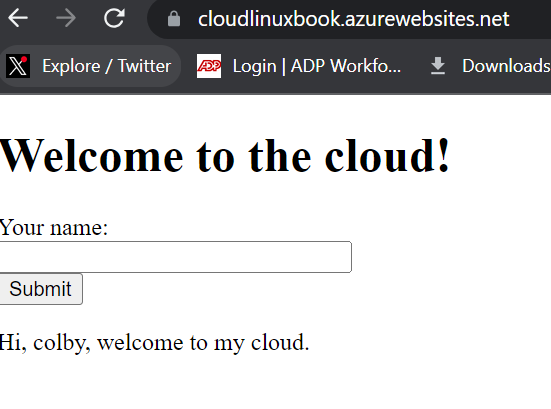 cloudlinuxbook.azurewebsites.net
X Explore / Twitter ADP Login | ADP Workfo... Downloads
Welcome to the cloud!
Your name:
Submit
Hi, colby, welcome to my cloud.